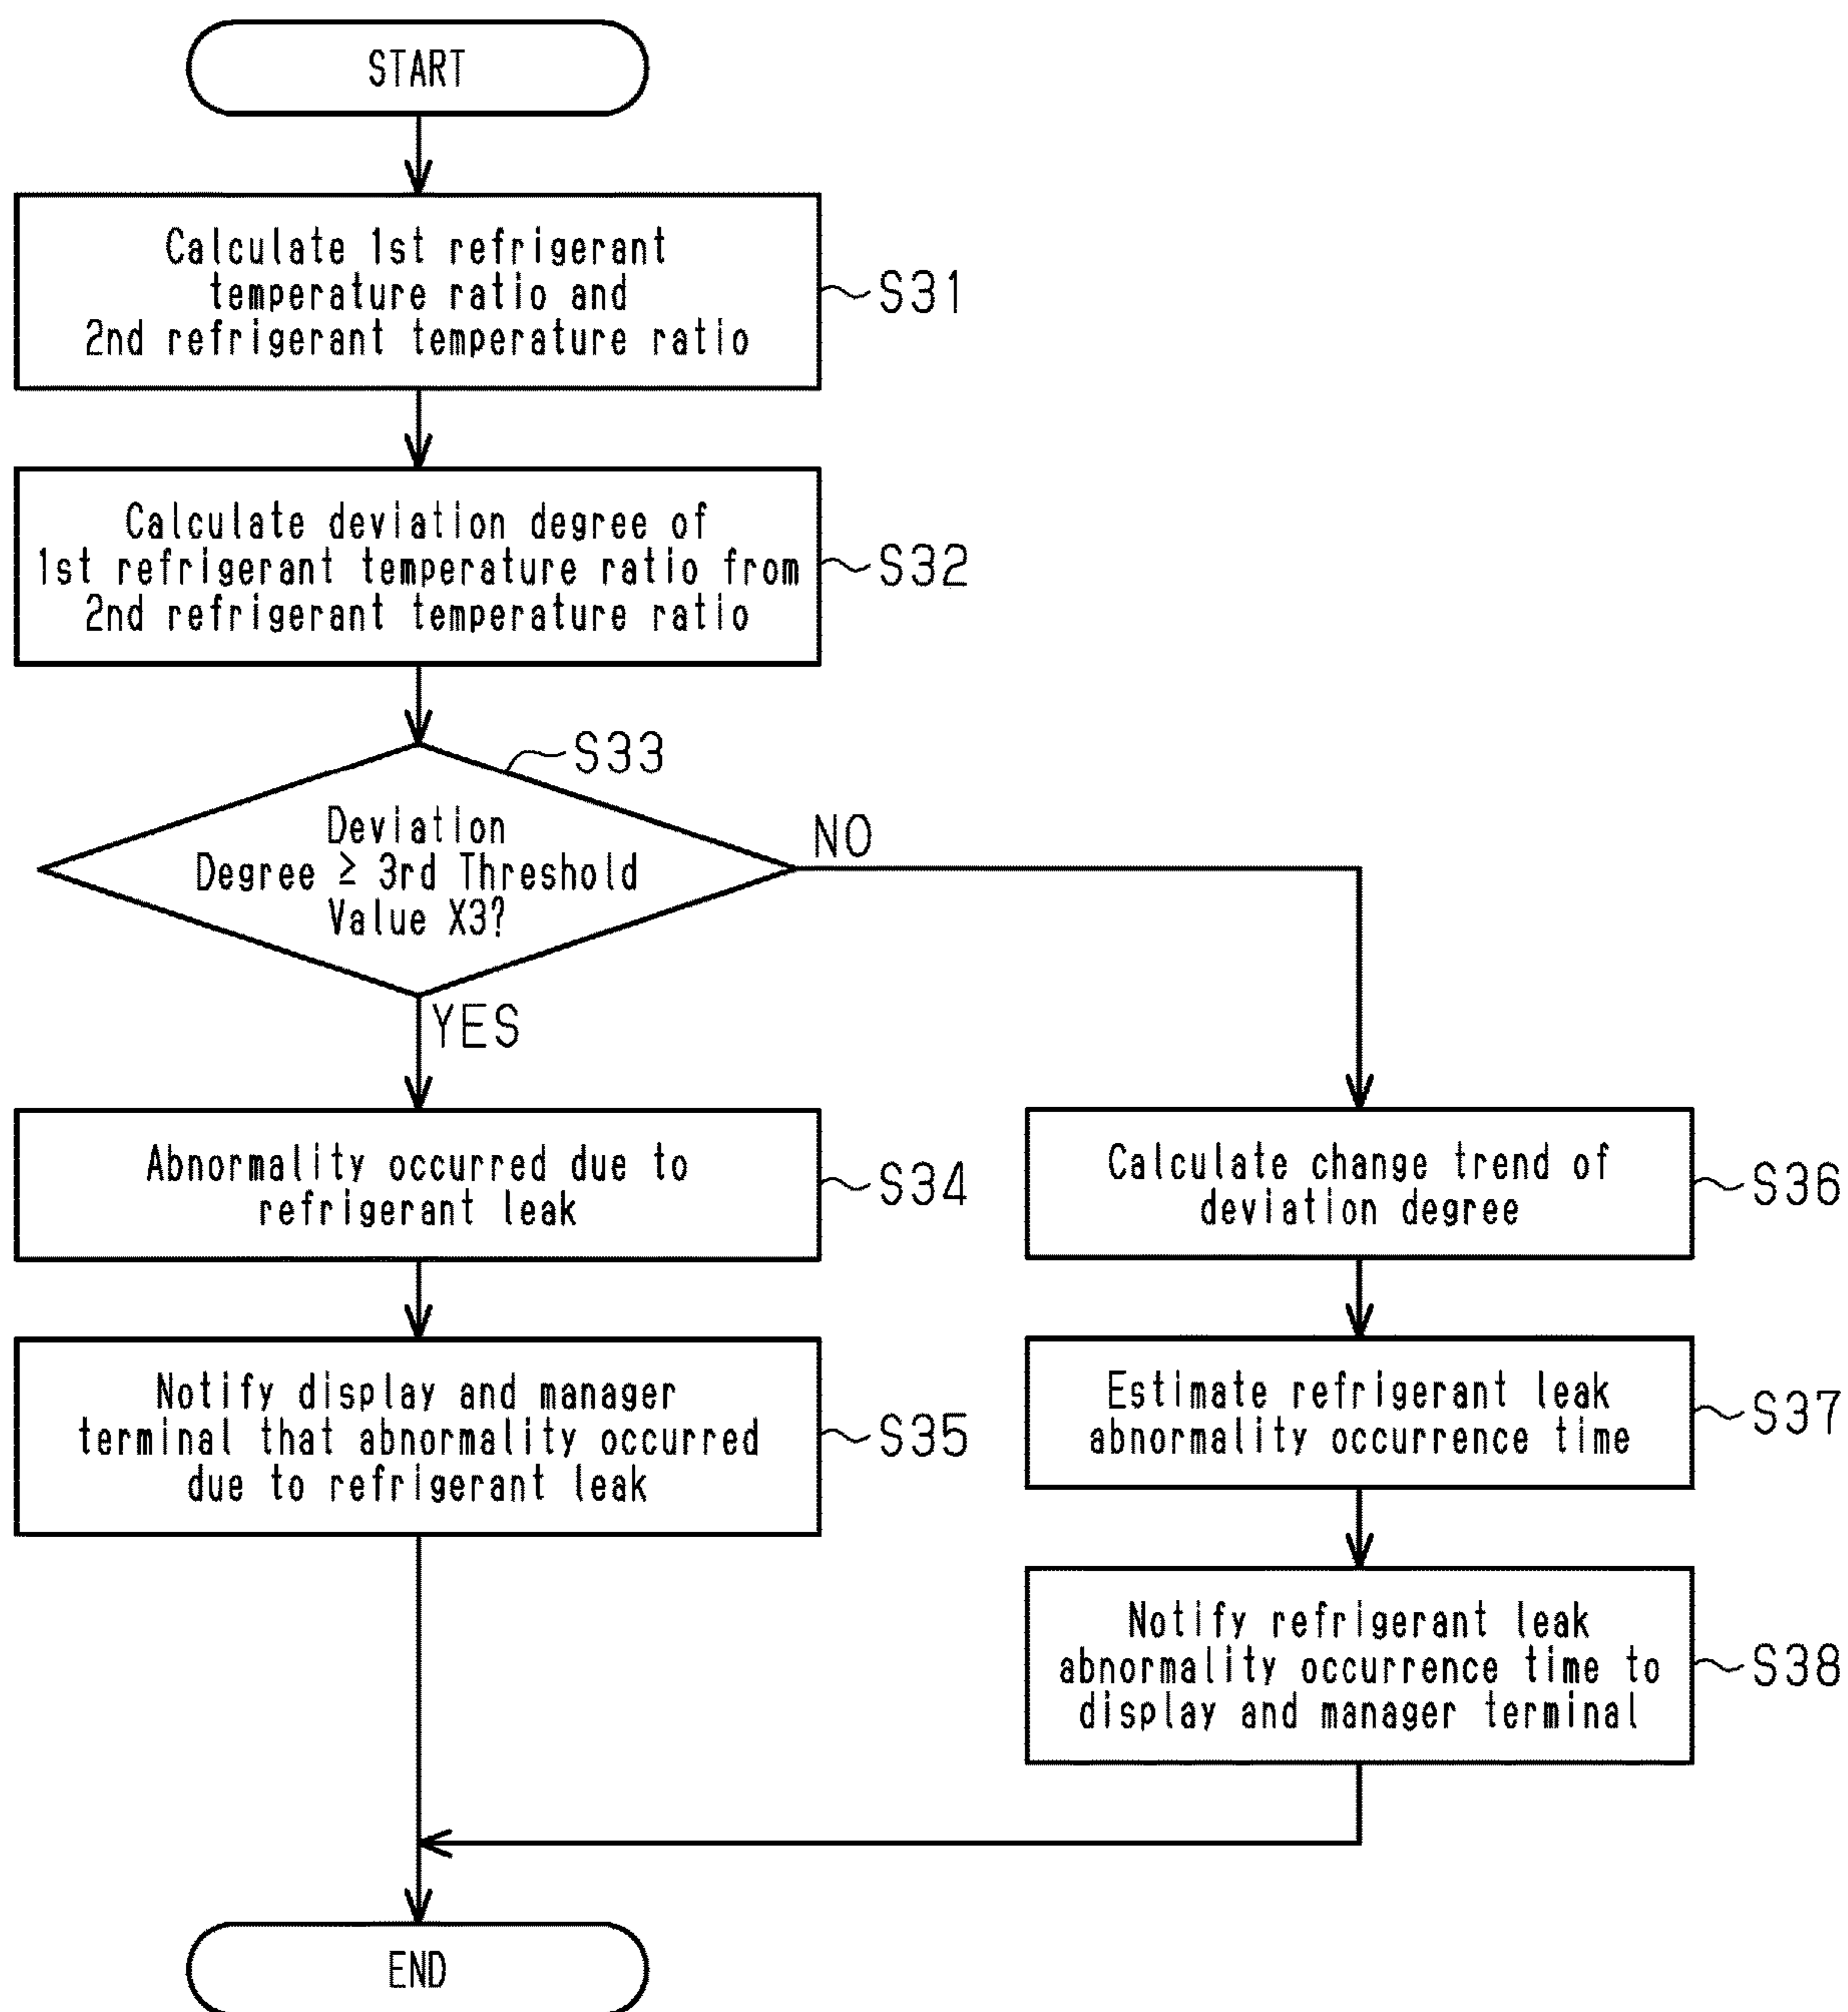 START
Calculate 1st refrigerant
temperature ratio and
2nd refrigerant temperature ratio
S31
Calculate deviation degree of
1st refrigerant temperature ratio from
2nd refrigerant temperature ratio
S32
S33
Deviation
Degree ≥ 3rd Threshold
Value X3?
NO
YES
Abnormality occurred due to
refrigerant leak
S34
Notify display and manager
terminal that abnormality occurred
due to refrigerant leak
S35
Calculate change trend of
deviation degree
S36
Estimate refrigerant leak
abnormality occurrence time
S37
Notify refrigerant leak
abnormality occurrence time to
display and manager terminal
S38
END